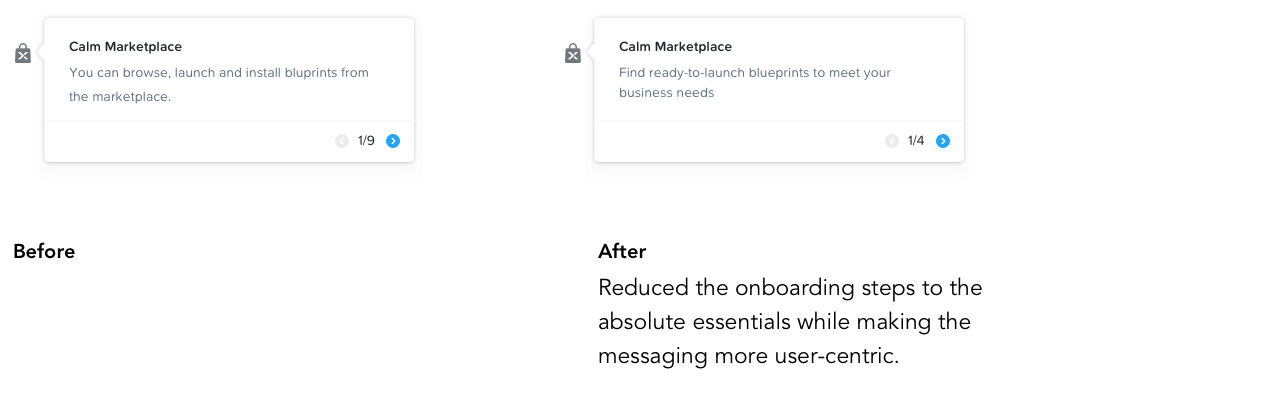 Calm Marketplace
You can browse, launch and install bluprints from
the marketplace.
1/9
Calm Marketplace
Find ready-to-launch blueprints to meet your
business needs
1/4
Before
After
Reduced the onboarding steps to the
absolute essentials while making the
messaging more user-centric.